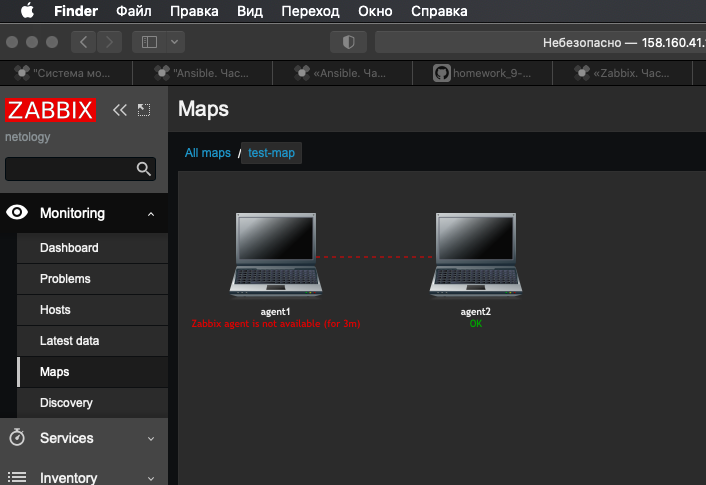 Finder Файл Правка Вид Переход Окно Справка
Небезопасно — 158.160.41.
"Система мо... "Ansible. Час... «Ansible. Ча... homework_9-... «Zabbix. Част...
ZABBIX
netology
Maps
All maps / test-map
Monitoring
Dashboard
Problems
Hosts
Latest data
Maps
Discovery
Services
Inventory
agent1
Zabbix agent is not available (for 3m)
agent2
OK